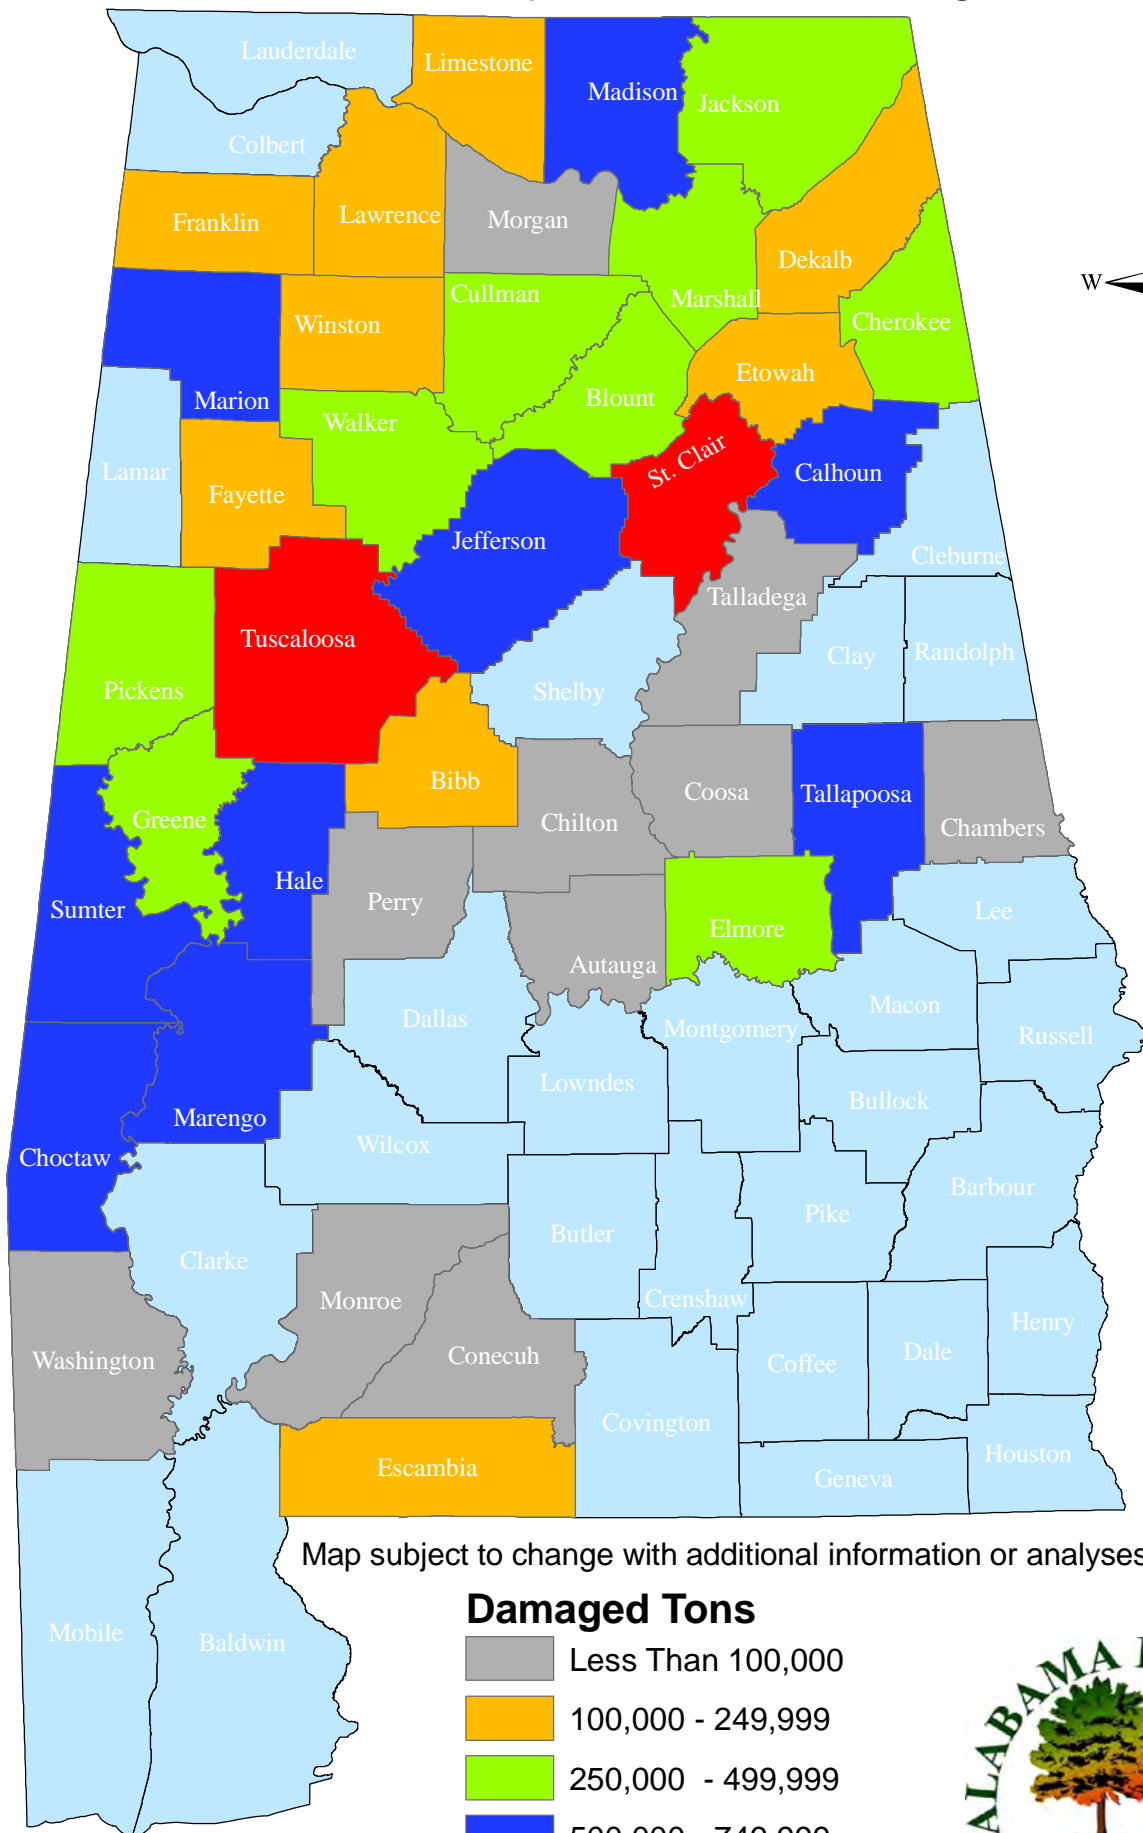 Lauderdale
Limestone
Madison
Jackson
Colbert
Franklin
Lawrence
Morgan
Dekalb
W
Cullman
Marshall
Winston
Cherokee
Etowah
Marion
Blount
Walker
St. Clair
Lamar
Fayette
Calhoun
Jefferson
Cleburne
Talladega
Tuscaloosa
Clay
Randolph
Pickens
Shelby
Bibb
Coosa
Tallapoosa
Greene
Chilton
Chambers
Hale
Perry
Sumter
Lee
Elmore
Autauga
Dallas
Macon
Montgomery
Russell
Lowndes
Bullock
Marengo
Wilcox
Choctaw
Barbour
Pike
Butler
Clarke
Monroe
Crenshaw
Henry
Washington
Conecuh
Coffee
Dale
Covington
Houston
Escambia
Geneva
Map subject to change with additional information or analyses
Mobile
Baldwin
Damaged Tons
Less Than 100,000
100,000 - 249,999
250,000 - 499,999
ALABAMA